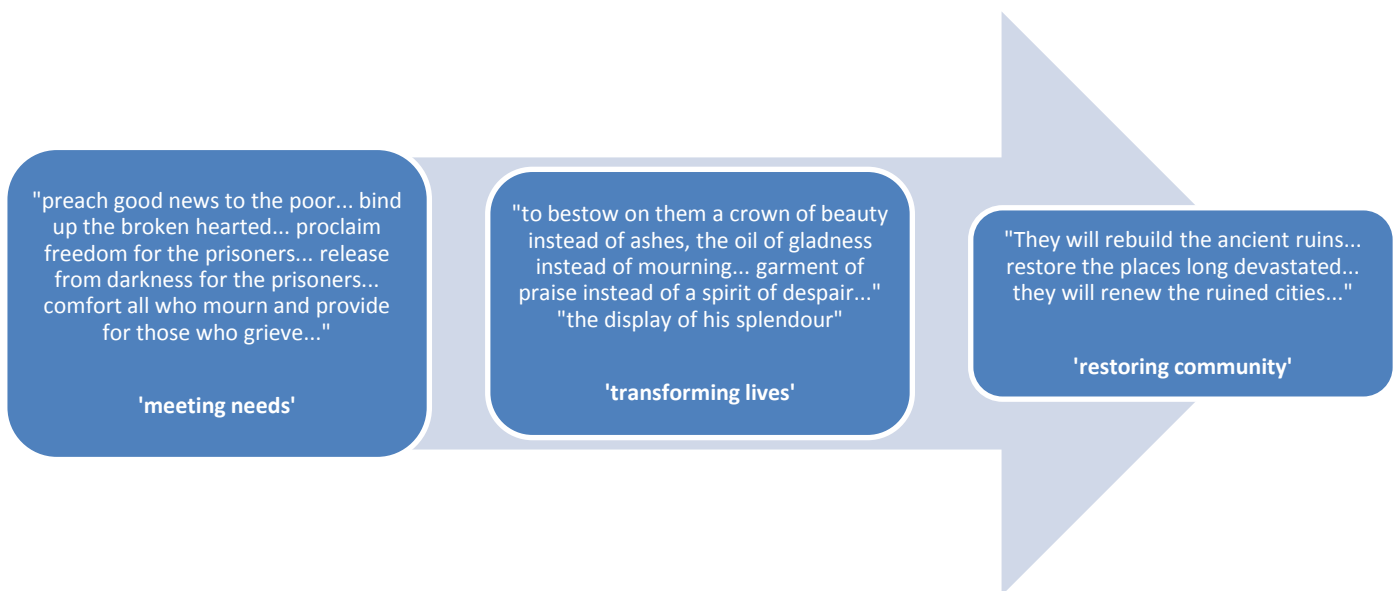 "preach good news to the poor... bind
up the broken hearted... proclaim
freedom for the prisoners... release
from darkness for the prisoners...
comfort all who mourn and provide
for those who grieve..."
'meeting needs'
"to bestow on them a crown of beauty
instead of ashes, the oil of gladness
instead of mourning... garment of
praise instead of a spirit of despair..."
"the display of his splendour"
'transforming lives'
"They will rebuild the ancient ruins...
restore the places long devastated...
they will renew the ruined cities..."
'restoring community'